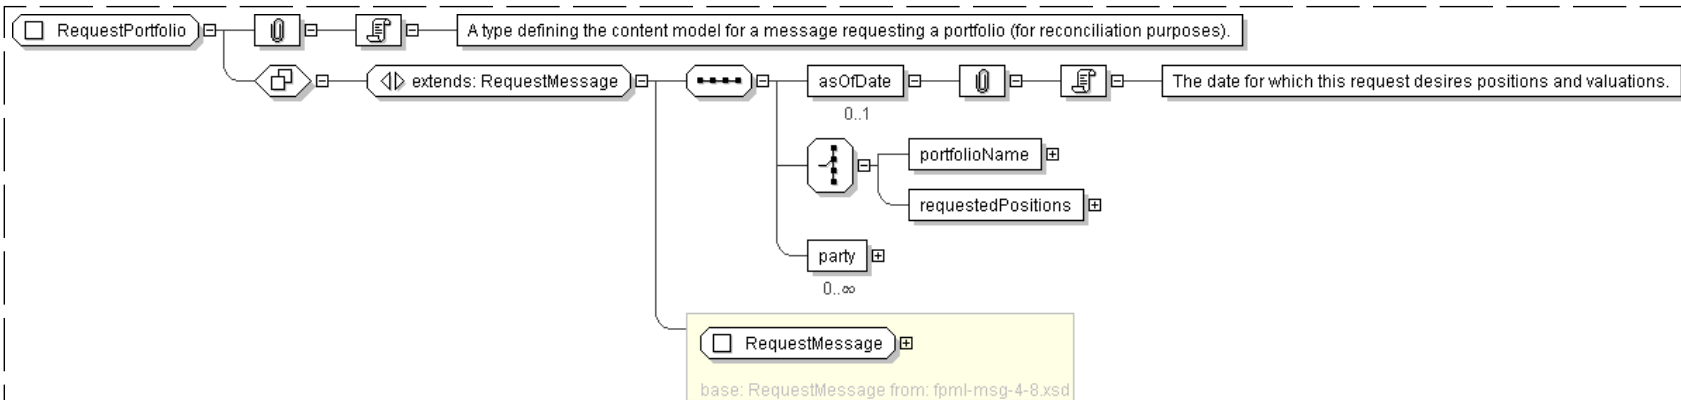 RequestPortfolio
A type defining the content model for a message requesting a portfolio (for reconciliation purposes).
extends: RequestMessage
asOfDate
The date for which this request desires positions and valuations.
0..1
portfolioName
requestedPositions
party
0..∞
RequestMessage
base: RequestMessage from: fpml-msg-4-8.xsd